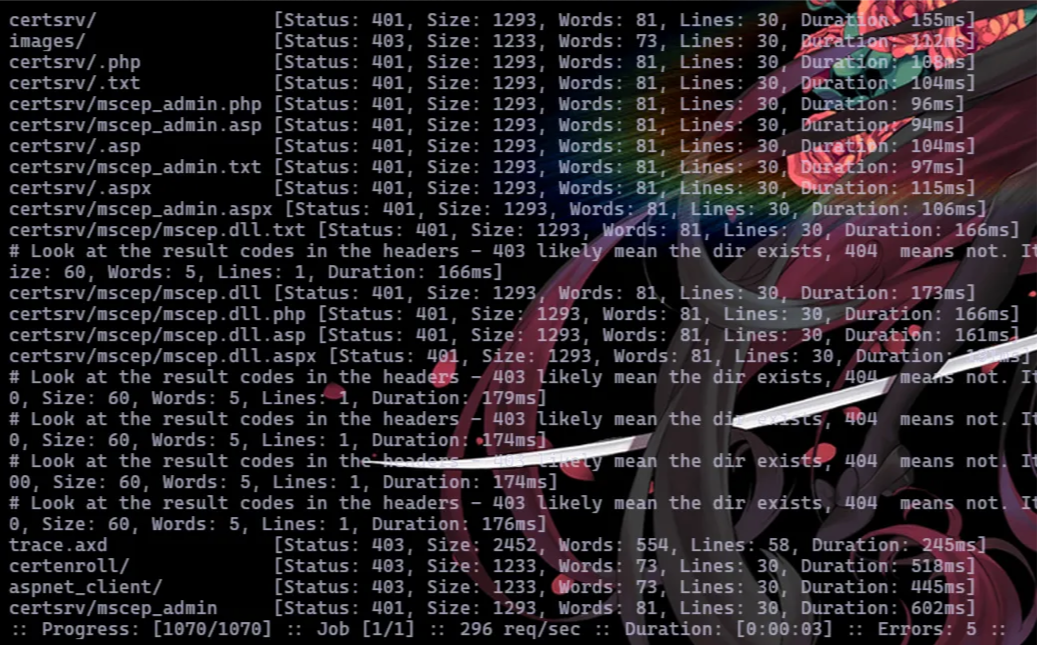 certsrv/ [Status: 401, Size: 1293, Words: 81, Lines: 30, Duration: 155ms]
images/ [Status: 403, Size: 1233, Words: 73, Lines: 30, Duration: 112ms]
certsrv/.php [Status: 401, Size: 1293, Words: 81, Lines: 30, Duration: 108ms]
certsrv/.txt [Status: 401, Size: 1293, Words: 81, Lines: 30, Duration: 104ms]
certsrv/mscep_admin.php [Status: 401, Size: 1293, Words: 81, Lines: 30, Duration: 96ms]
certsrv/mscep_admin.asp [Status: 401, Size: 1293, Words: 81, Lines: 30, Duration: 94ms]
certsrv/.asp [Status: 401, Size: 1293, Words: 81, Lines: 30, Duration: 104ms]
certsrv/mscep_admin.txt [Status: 401, Size: 1293, Words: 81, Lines: 30, Duration: 97ms]
certsrv/.aspx [Status: 401, Size: 1293, Words: 81, Lines: 30, Duration: 115ms]
certsrv/mscep_admin.aspx [Status: 401, Size: 1293, Words: 81, Lines: 30, Duration: 106ms]
certsrv/mscep/mscep.dll.txt [Status: 401, Size: 1293, Words: 81, Lines: 30, Duration: 166ms]
# Look at the result codes in the headers - 403 likely mean the dir exists, 404  means not. It
ize: 60, Words: 5, Lines: 1, Duration: 166ms]
certsrv/mscep/mscep.dll [Status: 401, Size: 1293, Words: 81, Lines: 30, Duration: 173ms]
certsrv/mscep/mscep.dll.php [Status: 401, Size: 1293, Words: 81, Lines: 30, Duration: 166ms]
certsrv/mscep/mscep.dll.asp [Status: 401, Size: 1293, Words: 81, Lines: 30, Duration: 161ms]
certsrv/mscep/mscep.dll.aspx [Status: 401, Size: 1293, Words: 81, Lines: 30, Duration:
# Look at the result codes in the headers - 403 likely mean the dir exists, 404  means not. It
0, Size: 60, Words: 5, Lines: 1, Duration: 179ms]
# Look at the result codes in the headers - 403 likely mean the dir exists, 404  means not. It
0, Size: 60, Words: 5, Lines: 1, Duration: 174ms]
# Look at the result codes in the headers - 403 likely mean the dir exists, 404  means not. It
00, Size: 60, Words: 5, Lines: 1, Duration: 174ms]
# Look at the result codes in the headers - 403 likely mean the dir exists, 404  means not. It
0, Size: 60, Words: 5, Lines: 1, Duration: 176ms]
trace.axd [Status: 403, Size: 2452, Words: 554, Lines: 58, Duration: 245ms]
certenroll/ [Status: 403, Size: 1233, Words: 73, Lines: 30, Duration: 518ms]
aspnet_client/ [Status: 403, Size: 1233, Words: 73, Lines: 30, Duration: 445ms]
certsrv/mscep_admin [Status: 401, Size: 1293, Words: 81, Lines: 30, Duration: 602ms]
:: Progress: [1070/1070] :: Job [1/1] :: 296 req/sec :: Duration: [0:00:03] :: Errors: 5 ::